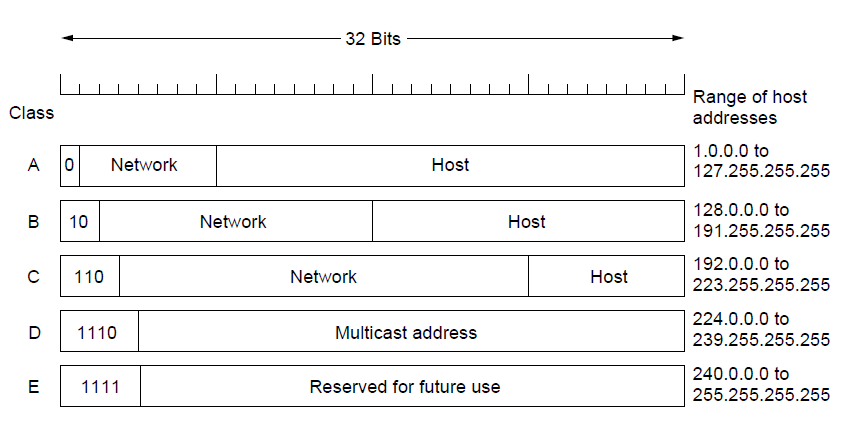 32 Bits
Range of host
addresses
Class
A 0 Network Host 1.0.0.0 to
127.255.255.255
B 10 Network Host 128.0.0.0 to
191.255.255.255
C 110 Network Host 192.0.0.0 to
223.255.255.255
D 1110 Multicast address 224.0.0.0 to
239.255.255.255
E 1111 Reserved for future use 240.0.0.0 to
255.255.255.255